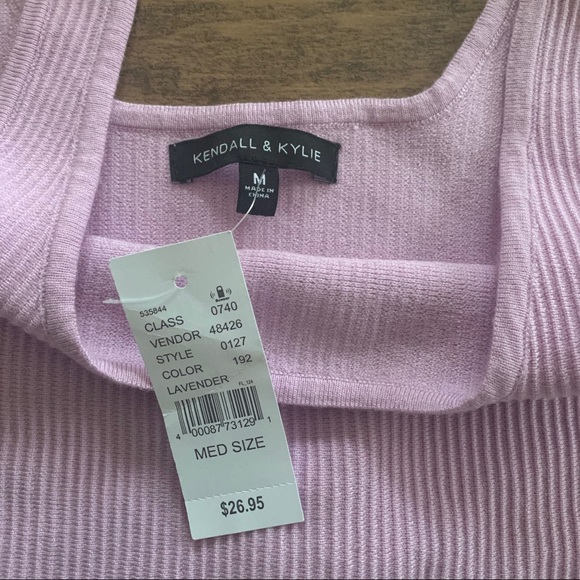 KENDALL & KYLIE
M
MADE IN
CHINA
535844
CLASS 0740
VENDOR 48426
STYLE 0127
COLOR 192
LAVENDER FL_124
4 00087 73129 1
MED SIZE
$26.95